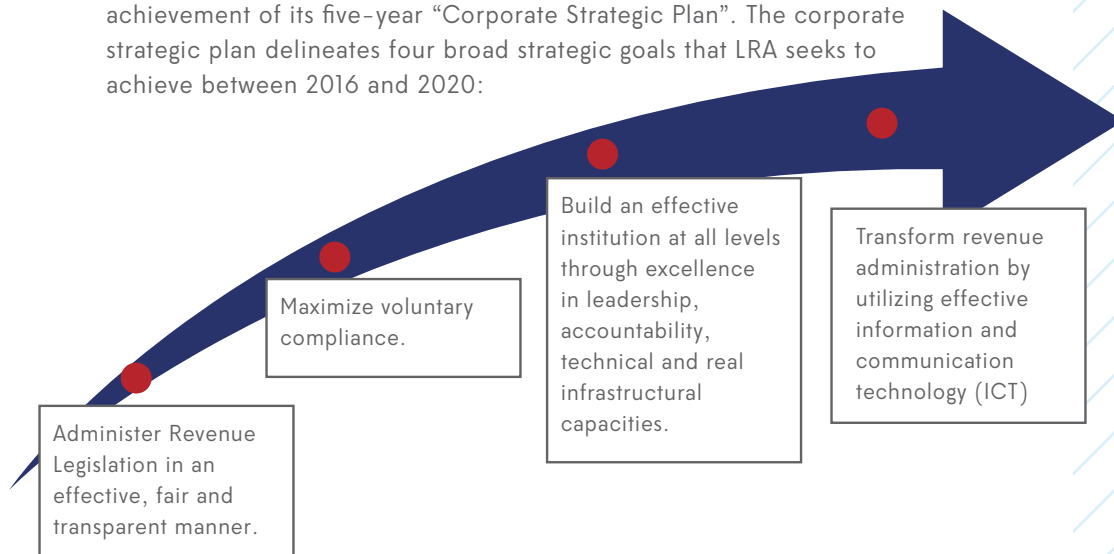 achievement of its five-year “Corporate Strategic Plan”. The corporate
strategic plan delineates four broad strategic goals that LRA seeks to
achieve between 2016 and 2020:
Administer Revenue
Legislation in an
effective, fair and
transparent manner.
Maximize voluntary
compliance.
Build an effective
institution at all levels
through excellence
in leadership,
accountability,
technical and real
infrastructural
capacities.
Transform revenue
administration by
utilizing effective
information and
communication
technology (ICT)